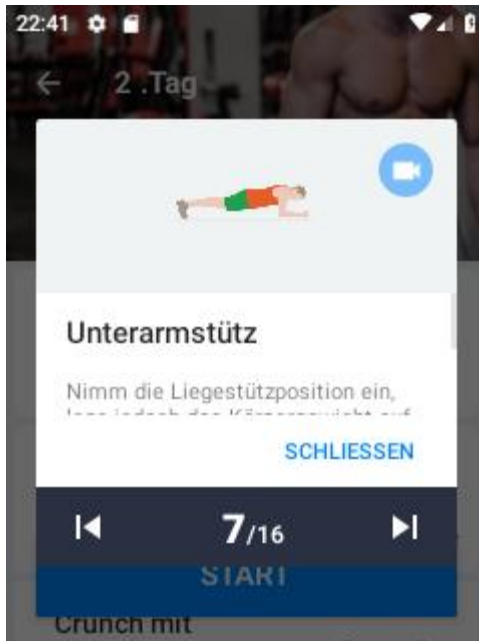 22:41
2 .Tag
Unterarmstütz
Nimm die Liegestützposition ein,
SCHLIESSEN
7/16
START
Crunch mit